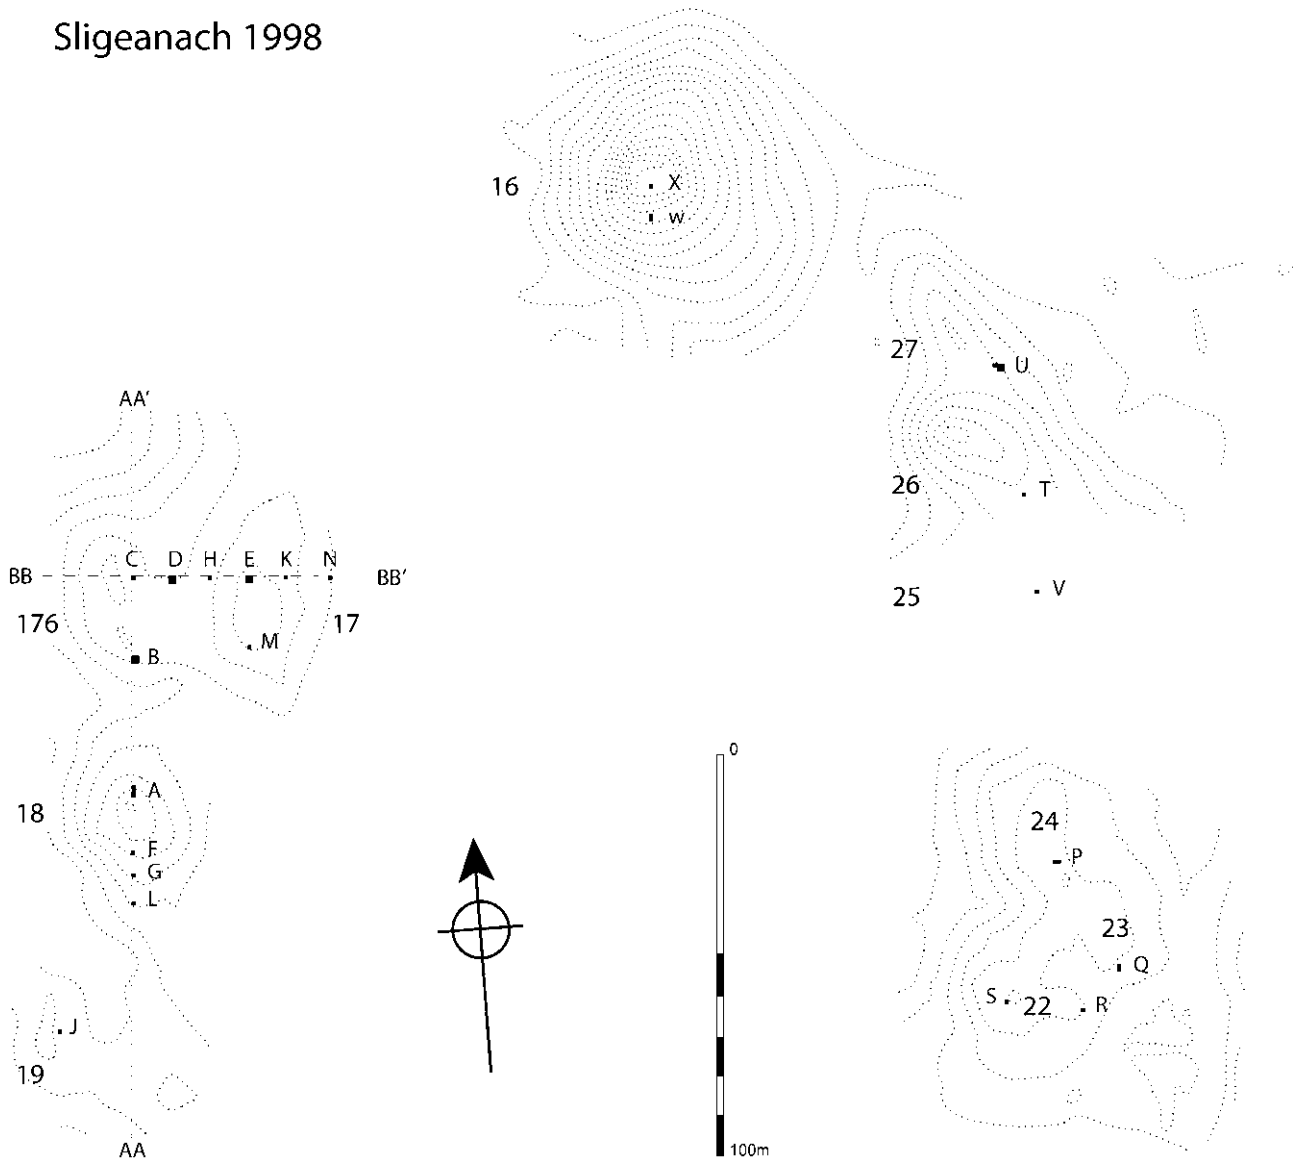 Sligeanach 1998
16
X
w
27
U
AA'
26
T
C
D
H
E
K
N
BB
BB'
25
V
176
17
M
B
0
A
18
24
F
P
G
L
23
Q
S
22
R
J
19
AA
100m